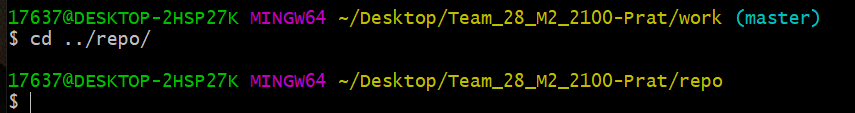 17637@DESKTOP-2HSP27K MINGW64 ~/Desktop/Team_28_M2_2100-Prat/work (master)
$ cd ../repo/
17637@DESKTOP-2HSP27K MINGW64 ~/Desktop/Team_28_M2_2100-Prat/repo
$